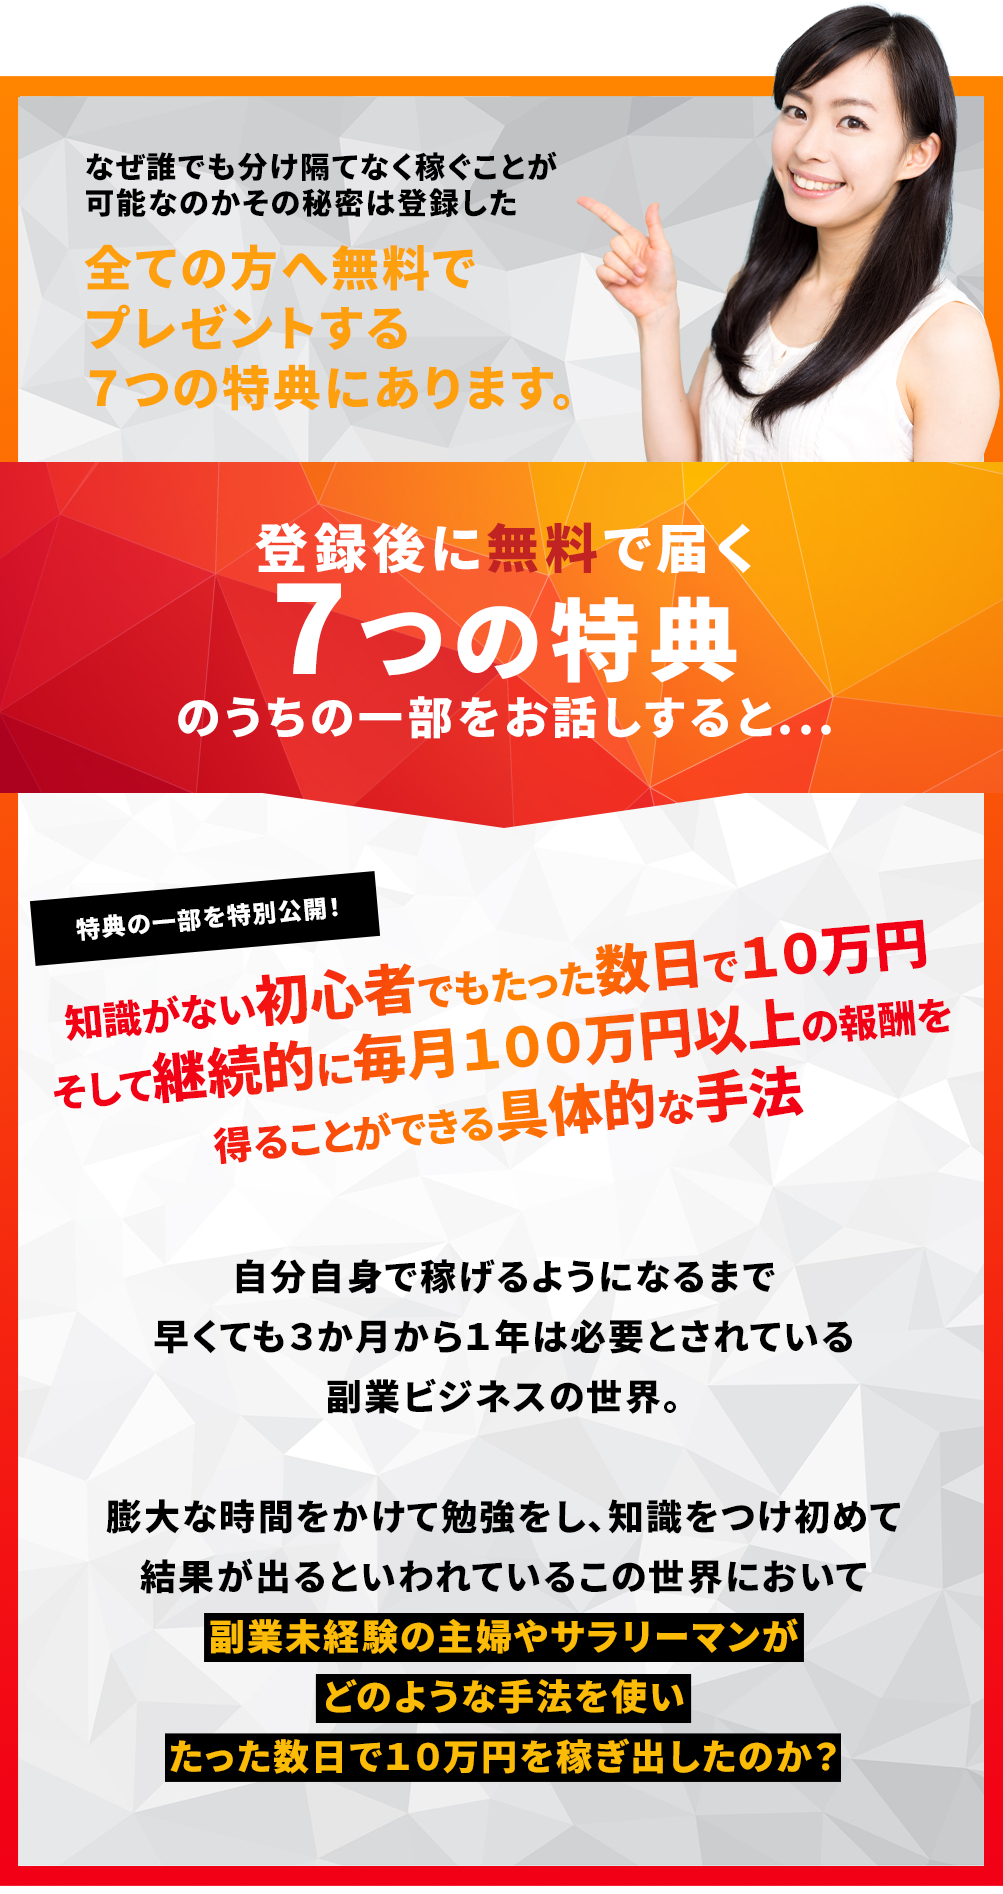 なぜ誰でも分け隔てなく稼ぐことが
可能なのかその秘密は登録した
全ての方へ無料で
プレゼントする
７つの特典にあります。
登録後に無料で届く
7つの特典
のうちの一部をお話しすると...
特典の一部を特別公開！
知識がない初心者でもたった数日で１０万円
そして継続的に毎月１００万円以上の報酬を
得ることができる具体的な手法
自分自身で稼げるようになるまで
早くても３か月から１年は必要とされている
副業ビジネスの世界。
膨大な時間をかけて勉強をし、知識をつけ初めて
結果が出るといわれているこの世界において
副業未経験の主婦やサラリーマンが
どのような手法を使い
たった数日で１０万円を稼ぎ出したのか？